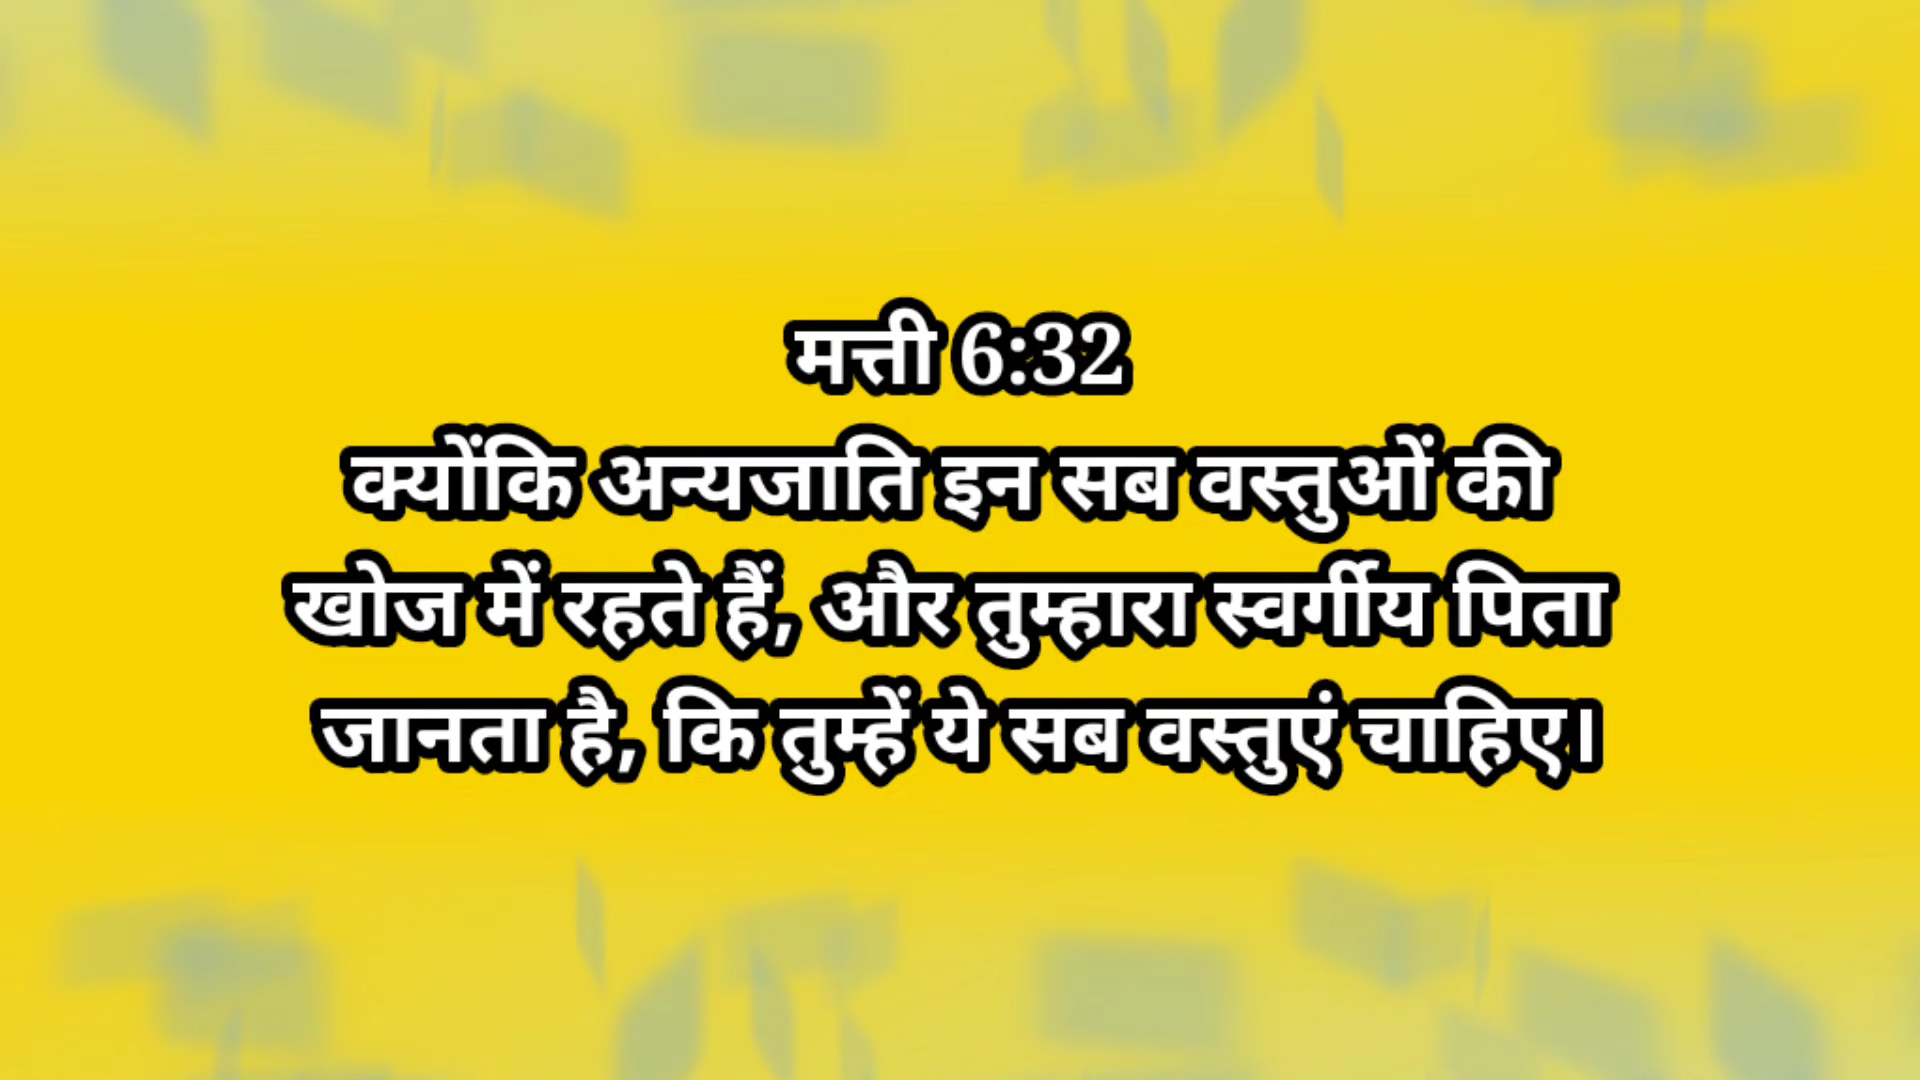 मत्ती 6:32
क्योंकि अन्यजाति इन सब वस्तुओं की
खोज में रहते हैं, और तुम्हारा स्वर्गीय पिता
जानता है, कि तुम्हें ये सब वस्तुएं चाहिए।